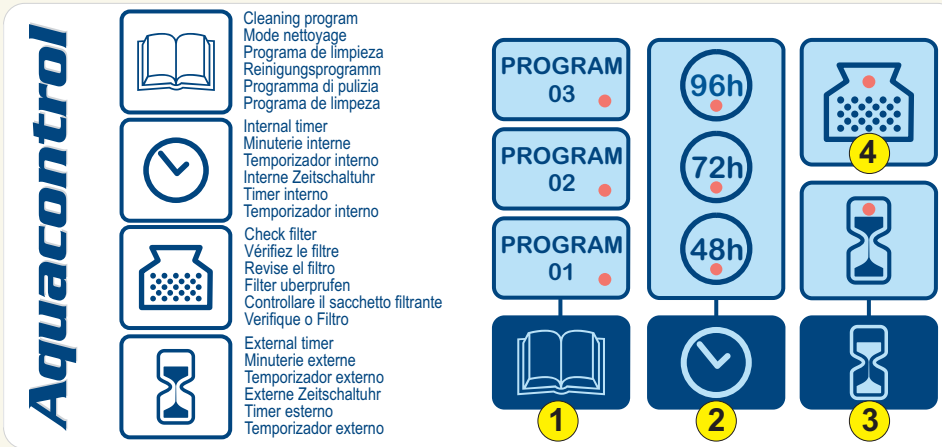 Aquacontrol
Cleaning program
Mode nettoyage
Programa de limpieza
Reinigungsprogramm
Programma di pulizia
Programa de limpeza
Internal timer
Minuterie interne
Temporizador interno
Interne Zeitschaltuhr
Timer interno
Temporizador interno
Check filter
Vérifiez le filtre
Revise el filtro
Filter uberprufen
Controllare il sacchetto filtrante
Verifique o Filtro
External timer
Minuterie externe
Temporizador externo
Externe Zeitschaltuhr
Timer esterno
Temporizador externo
PROGRAM
03
PROGRAM
02
PROGRAM
01
1
96h
72h
48h
2
4
3